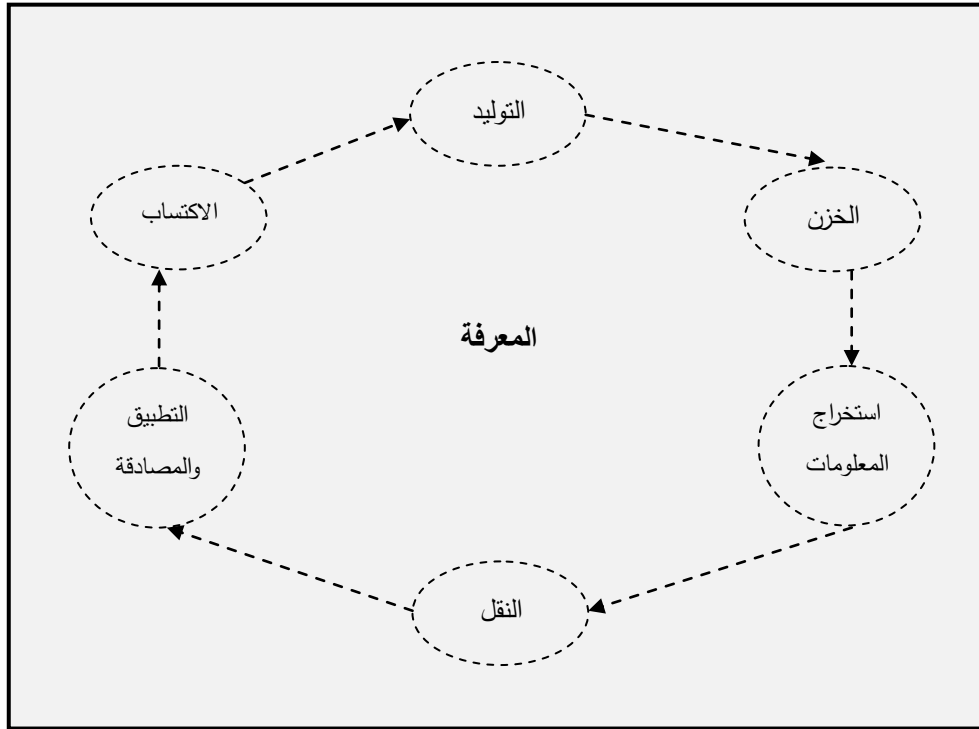 التوليد
الاكتساب
الخزن
المعرفة
استخراج
المعلومات
التطبيق
والمصادقة
النقل